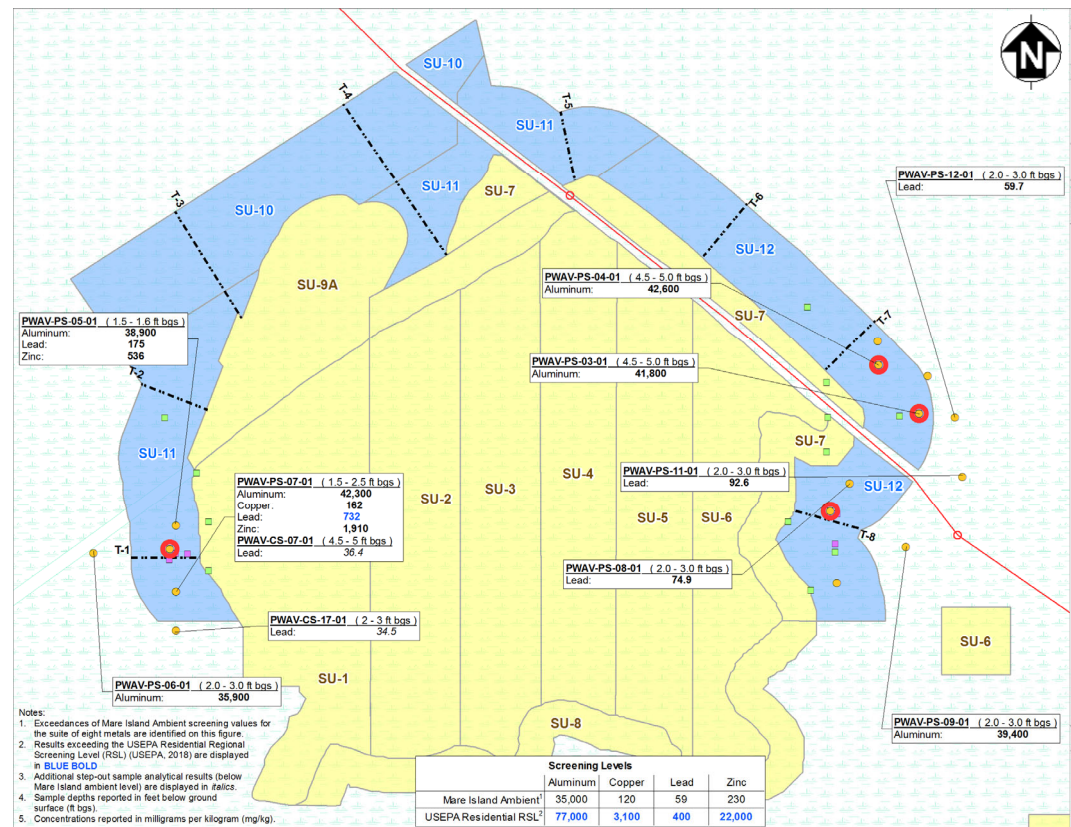 N
SU-10
T-4
T-5
SU-11
T-6
SU-11
SU-7
PWAV-PS-12-01 ( 2.0 - 3.0 ft bgs )
Lead: 59.7
T-3
SU-10
SU-12
PWAV-PS-04-01 ( 4.5 - 5.0 ft bgs )
Aluminum: 42,600
SU-9A
SU-7
T-7
PWAV-PS-05-01 ( 1.5 - 1.6 ft bgs )
Aluminum: 38,900
Lead: 175
Zinc: 536
PWAV-PS-03-01 ( 4.5 - 5.0 ft bgs )
Aluminum: 41,800
T-2
SU-7
SU-11
SU-4
PWAV-PS-11-01 ( 2.0 - 3.0 ft bgs )
Lead: 92.6
SU-12
PWAV-PS-07-01 ( 1.5 - 2.5 ft bgs )
Aluminum: 42,300
Copper: 162
Lead: 732
Zinc: 1,910
PWAV-CS-07-01 ( 4.5 - 5 ft bgs )
Lead: 36.4
SU-2
SU-3
SU-5
SU-6
T-8
T-1
PWAV-PS-08-01 ( 2.0 - 3.0 ft bgs )
Lead: 74.9
PWAV-CS-17-01 ( 2 - 3 ft bgs )
Lead: 34.5
SU-6
SU-1
PWAV-PS-06-01 ( 2.0 - 3.0 ft bgs )
Aluminum: 35,900
SU-8
PWAV-PS-09-01 ( 2.0 - 3.0 ft bgs )
Aluminum: 39,400
Notes:
1. Exceedances of Mare Island Ambient screening values for
the suite of eight metals are identified on this figure.
2. Results exceeding the USEPA Residential Regional
Screening Level (RSL) (USEPA, 2018) are displayed
in BLUE BOLD
3. Additional step-out sample analytical results (below
Mare Island ambient level) are displayed in italics.
4. Sample depths reported in feet below ground
surface (ft bgs).
5. Concentrations reported in milligrams per kilogram (mg/kg).
Screening Levels
Aluminum Copper Lead Zinc
Mare Island Ambient1 35,000 120 59 230
USEPA Residential RSL2 77,000 3,100 400 22,000